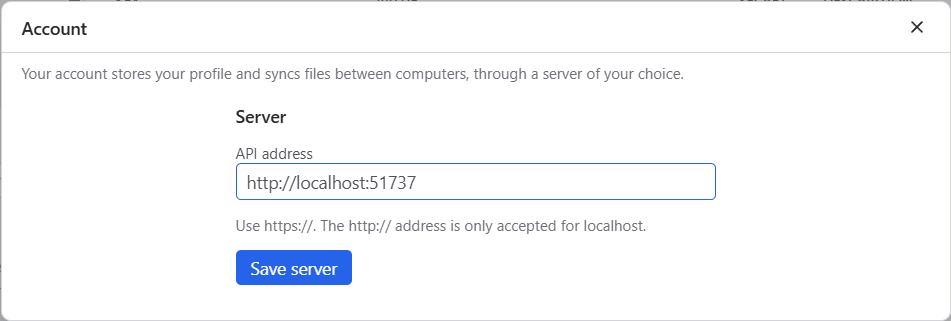 Account
Your account stores your profile and syncs files between computers, through a server of your choice.
Server
API address
http://localhost:51737
Use https://. The http:// address is only accepted for localhost.
Save server